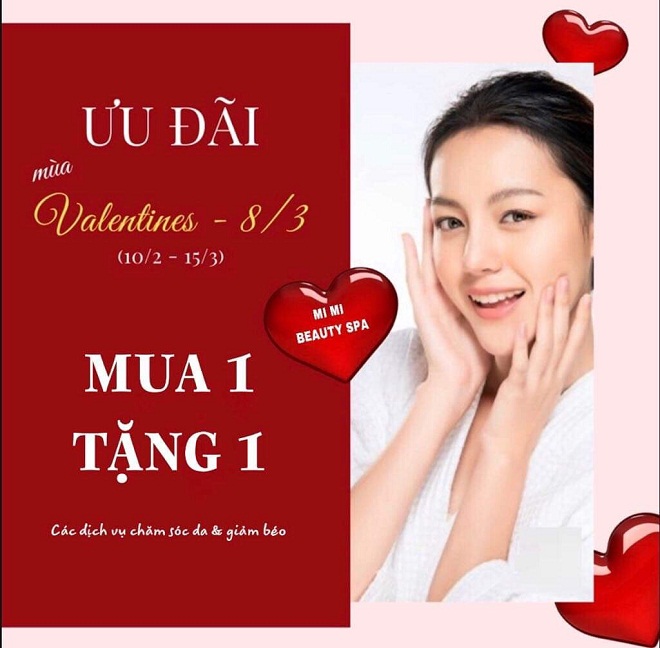 ƯU ĐÃI
mùa
Valentines - 8/3
(10/2 - 15/3)
MI MI
BEAUTY SPA
MUA 1
TẶNG 1
Các dịch vụ chăm sóc da & giảm béo